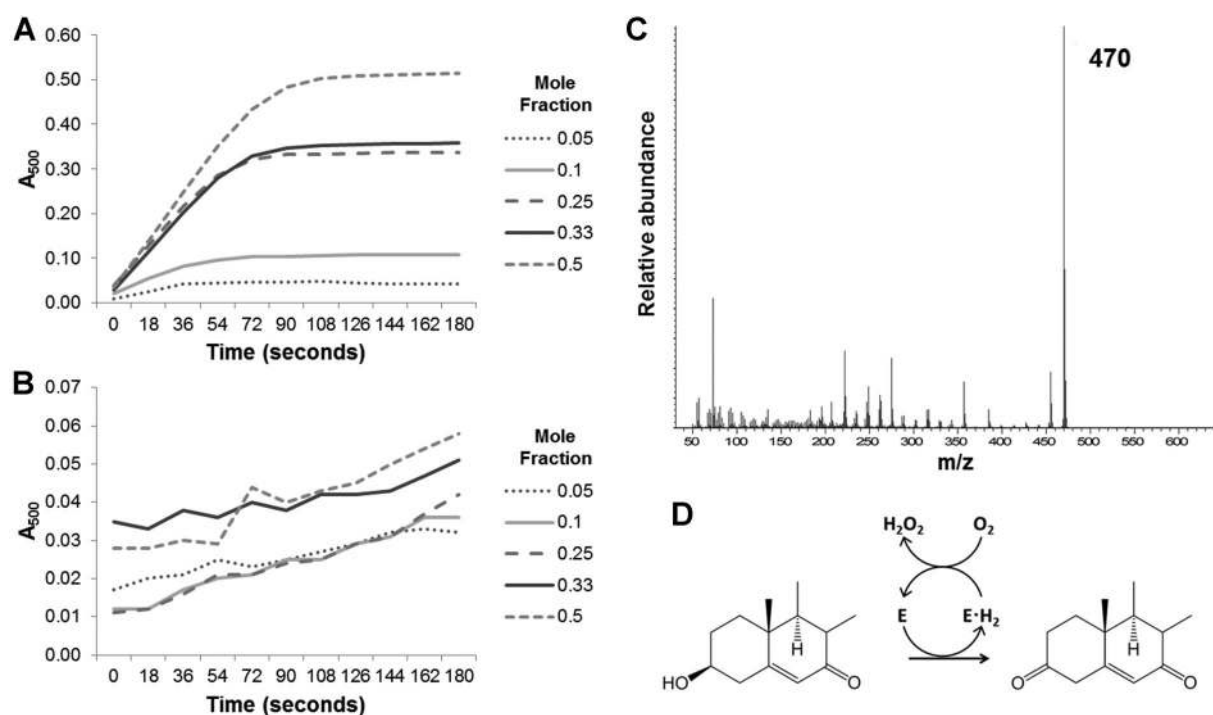 A
0.60
0.50
0.40
0.30
0.20
0.10
0.00
A500
0 18 36 54 72 90 108 126 144 162 180
Time (seconds)
Mole
Fraction
0.05
0.1
0.25
0.33
0.5
B
0.07
0.06
0.05
0.04
0.03
0.02
0.01
0.00
A500
0 18 36 54 72 90 108 126 144 162 180
Time (seconds)
Mole
Fraction
0.05
0.1
0.25
0.33
0.5
C
470
Relative abundance
50 100 150 200 250 300 350 400 450 500 550 600
m/z
D
H2O2 O2
E E·H2
H H
HO O O O